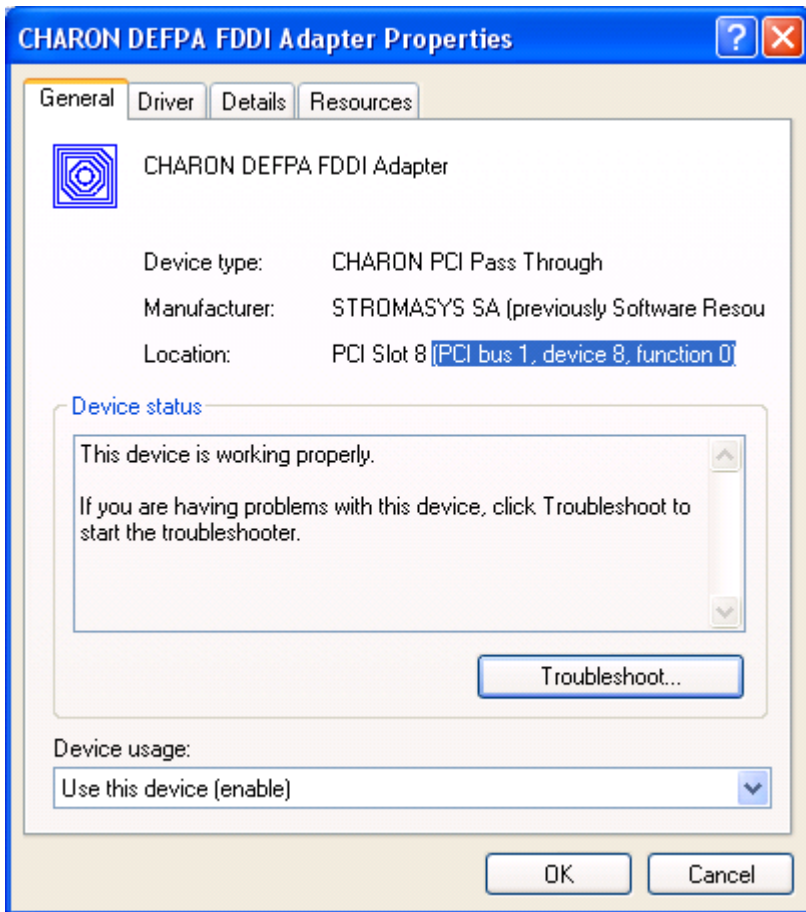 CHARON DEFPA FDDI Adapter Properties
General Driver Details Resources
CHARON DEFPA FDDI Adapter
Device type: CHARON PCI Pass Through
Manufacturer: STROMASYS SA (previously Software Resou
Location: PCI Slot 8 (PCI bus 1, device 8, function 0)
Device status
This device is working properly.
If you are having problems with this device, click Troubleshoot to
start the troubleshooter.
Troubleshoot...
Device usage:
Use this device (enable)
OK Cancel